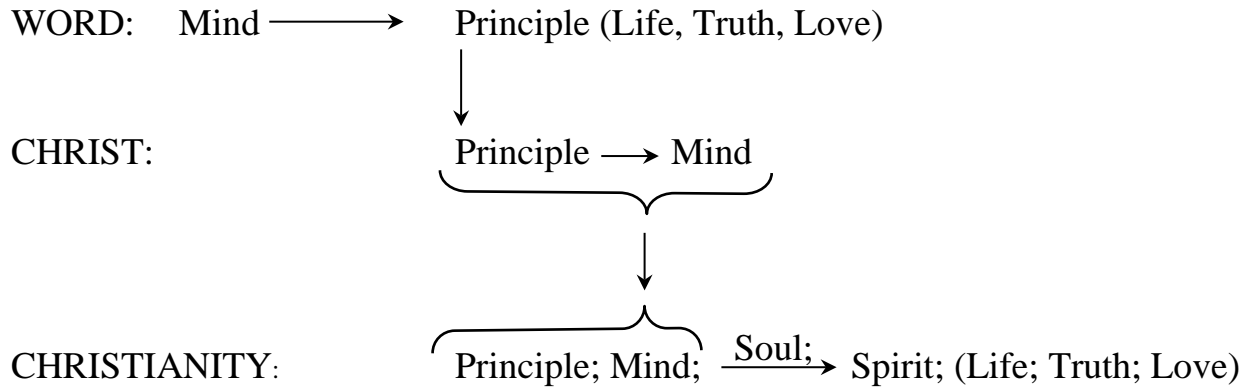 WORD: Mind Principle (Life, Truth, Love)
CHRIST: Principle Mind
CHRISTIANITY: Principle; Mind; Soul; Spirit; (Life; Truth; Love)